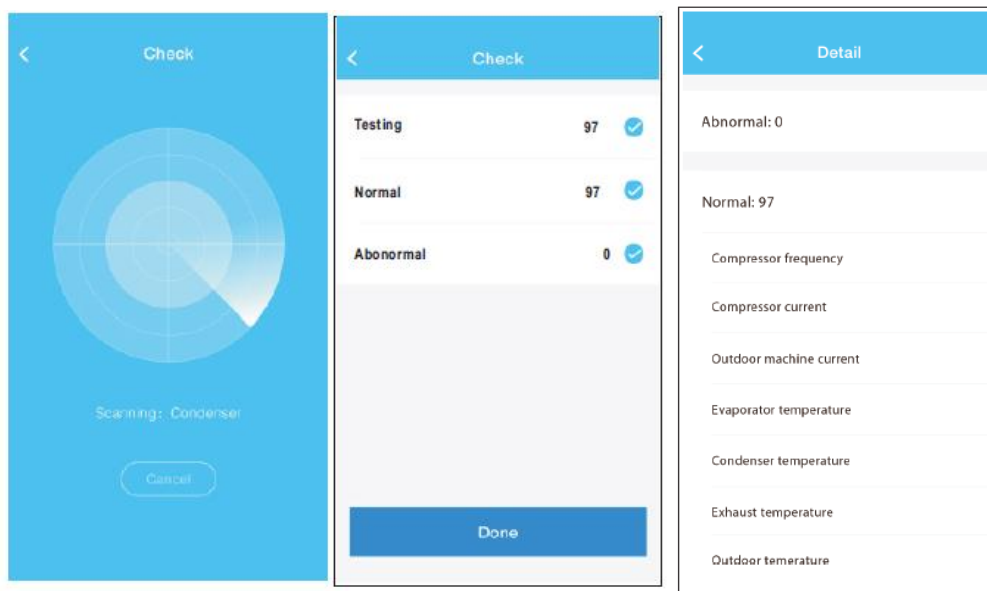 Check
Scanning: Condenser
Cancel
Check
Testing 97
Normal 97
Abonormal 0
Done
Detail
Abnormal: 0
Normal: 97
Compressor frequency
Compressor current
Outdoor machine current
Evaporator temperature
Condenser temperature
Exhaust temperature
Outdoor temerature